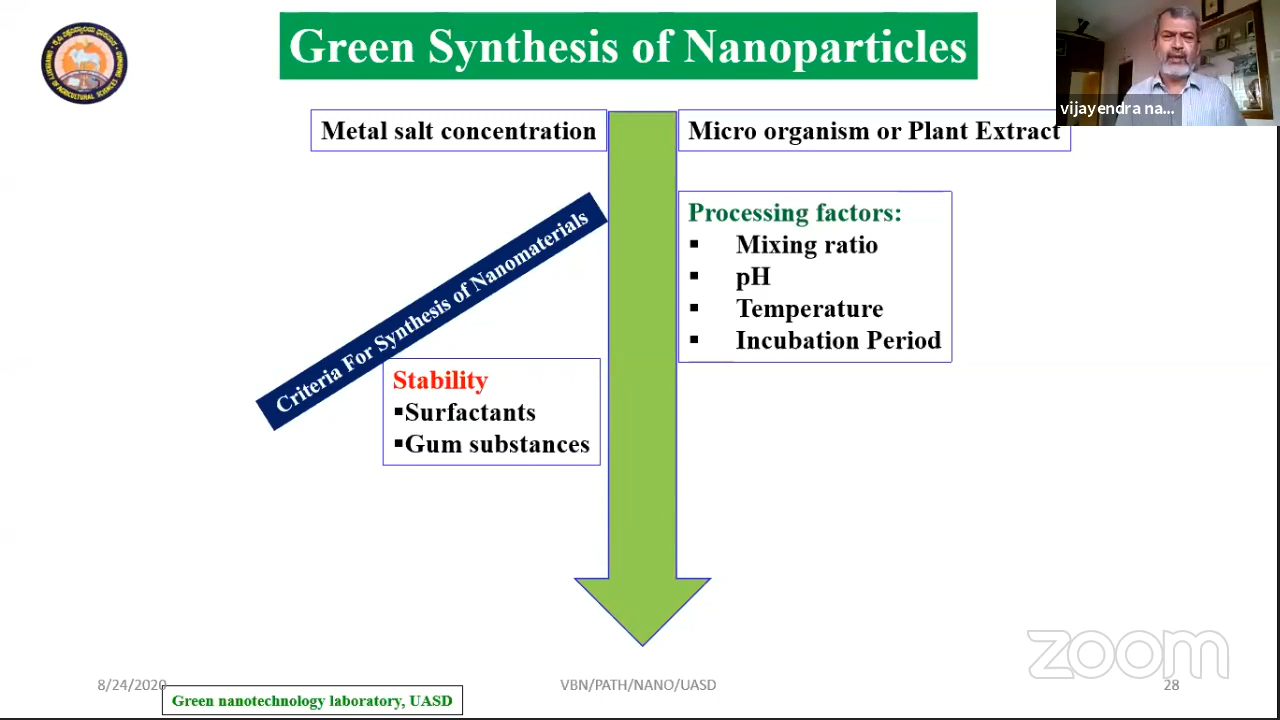 Green Synthesis of Nanoparticles
vijayendra na...
Metal salt concentration
Micro organism or Plant Extract
Criteria For Synthesis of Nanomaterials
Processing factors:
▪ Mixing ratio
▪ pH
▪ Temperature
▪ Incubation Period
Stability
▪Surfactants
▪Gum substances
zoom
8/24/2020
VBN/PATH/NANO/UASD
28
Green nanotechnology laboratory, UASD